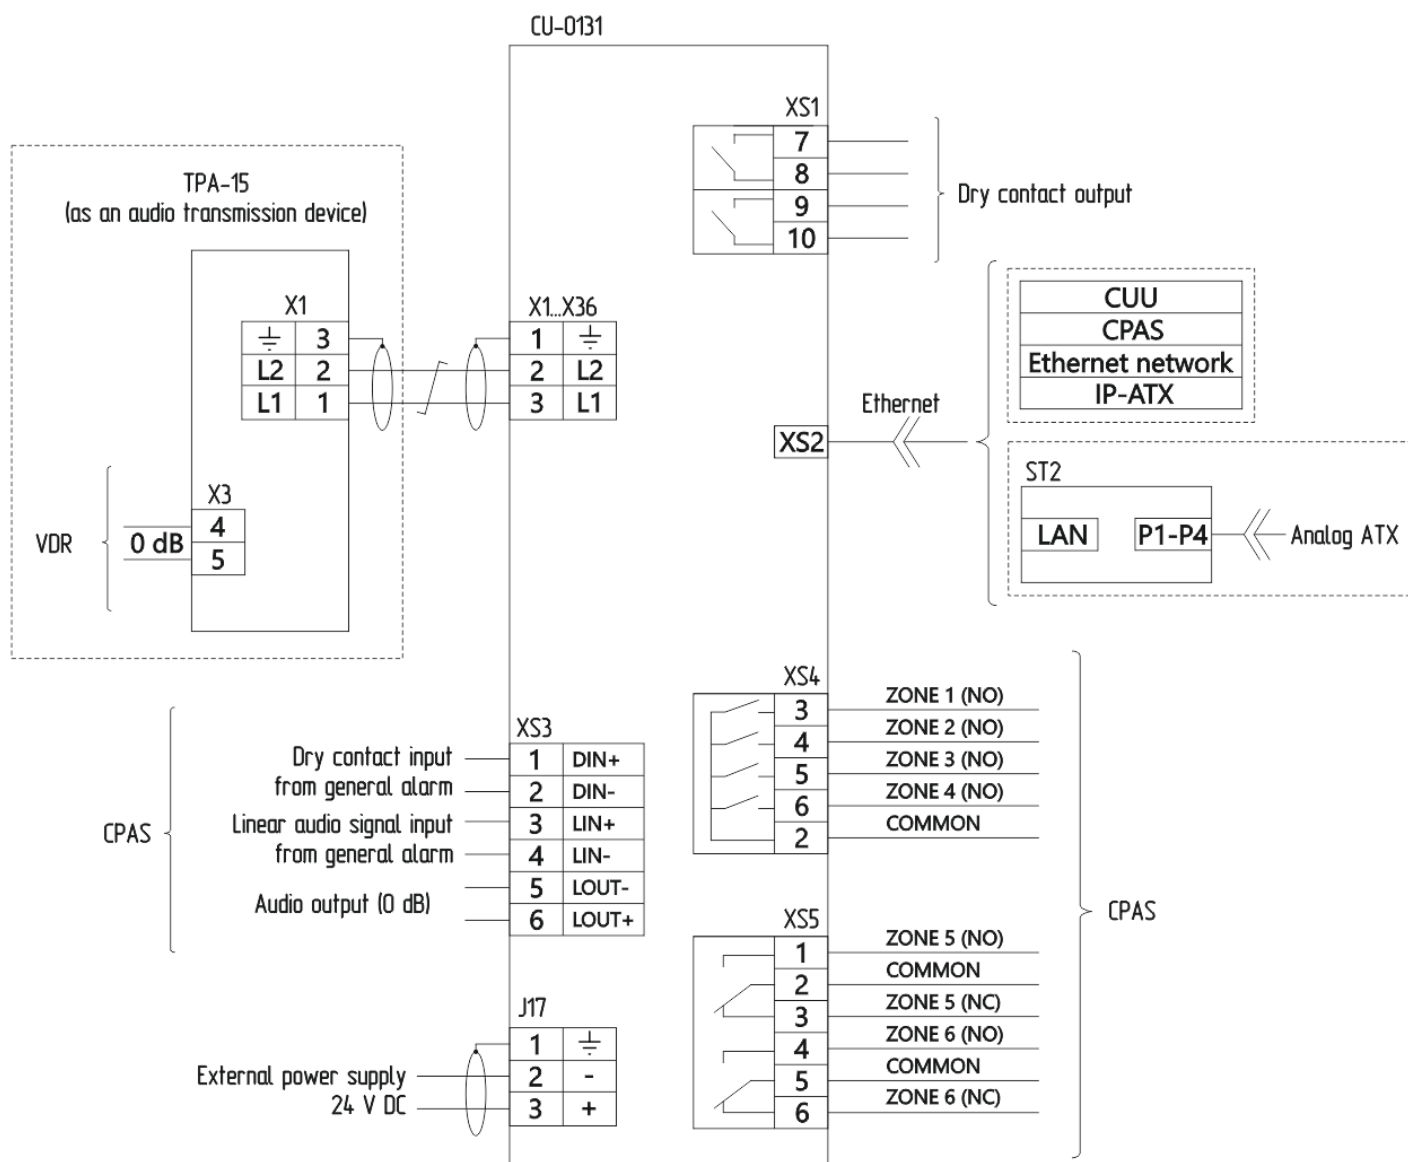 CU-0131
XS1
7
8
9
10
Dry contact output
TPA-15
(as an audio transmission device)
X1
3
L2 2
L1 1
X1...X36
1
2 L2
3 L1
X3
4
5
0 dB
VDR
XS2
Ethernet
CUU
CPAS
Ethernet network
IP-ATX
ST2
LAN
P1-P4
Analog ATX
CPAS
Dry contact input
from general alarm
Linear audio signal input
from general alarm
Audio output (0 dB)
XS3
1 DIN+
2 DIN-
3 LIN+
4 LIN-
5 LOUT-
6 LOUT+
XS4
3 ZONE 1 (NO)
4 ZONE 2 (NO)
5 ZONE 3 (NO)
6 ZONE 4 (NO)
2 COMMON
XS5
1 ZONE 5 (NO)
2 COMMON
3 ZONE 5 (NC)
4 ZONE 6 (NO)
5 COMMON
6 ZONE 6 (NC)
CPAS
J17
1
2 -
3 +
External power supply
24 V DC